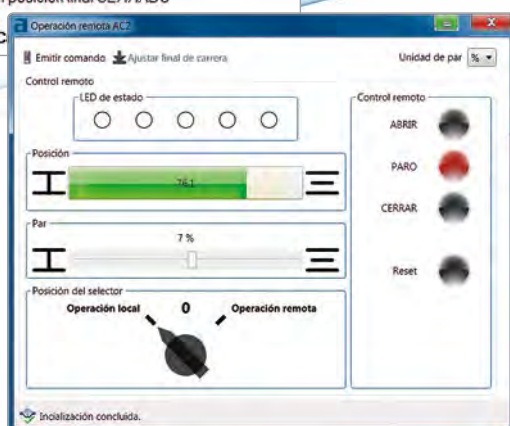 posición final CERRADO
Operación remota AC2
Emitir comando Ajustar final de carrera
Unidad de par %
Control remoto
LED de estado
Control remoto
ABRIR
Posición
PARO
76,1
CERRAR
Par
7 %
Reset
Posición del selector
Operación local 0 Operación remota
Incialización concluida.